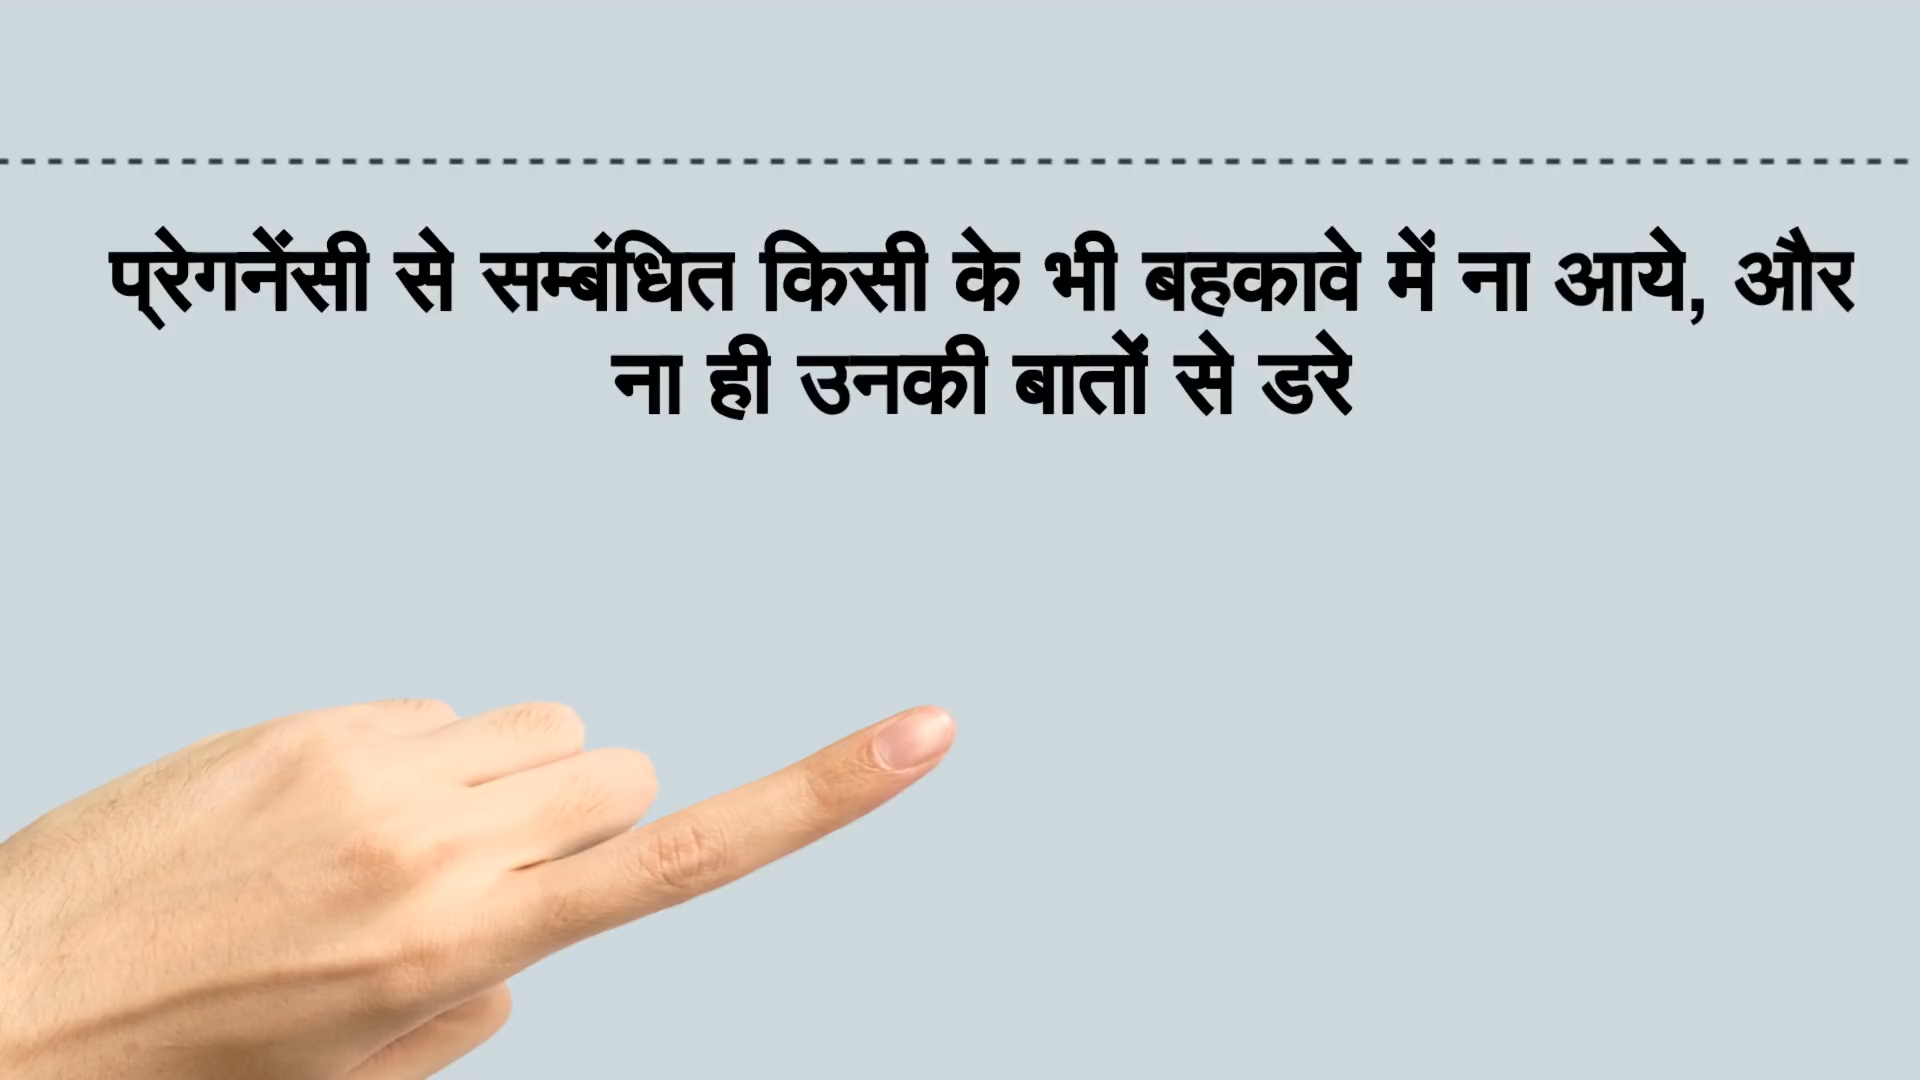 प्रेगनेंसी से सम्बंधित किसी के भी बहकावे में ना आये, और
ना ही उनकी बातों से डरे